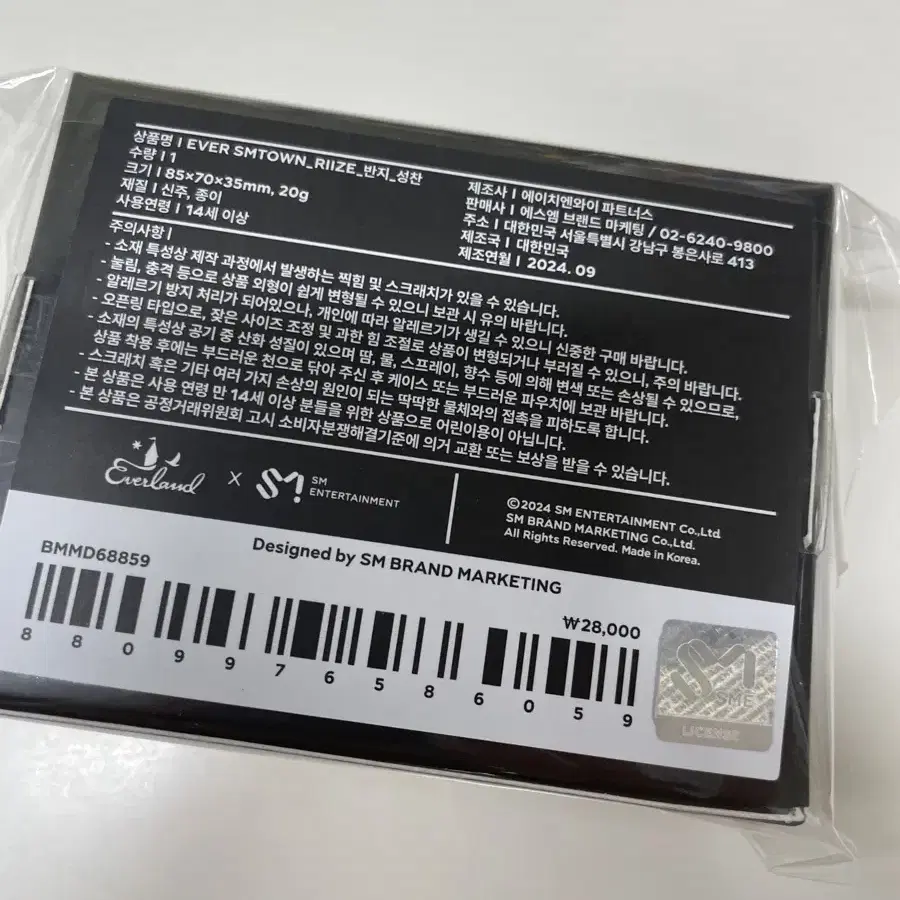 상품명 | EVER SMTOWN_RIIZE_반지_성찬
수량 | 1
크기 | 85×70×35mm, 20g
재질 | 신주, 종이
사용연령 | 14세 이상
제조사 | 에이치엔와이 파트너스
판매사 | 에스엠 브랜드 마케팅 / 02-6240-9800
주소 | 대한민국 서울특별시 강남구 봉은사로 413
제조국 | 대한민국
제조연월 | 2024. 09
주의사항 |
- 소재 특성상 제작 과정에서 발생하는 찍힘 및 스크래치가 있을 수 있습니다.
- 눌림, 충격 등으로 상품 외형이 쉽게 변형될 수 있으니 보관 시 유의 바랍니다.
- 알레르기 방지 처리가 되어있으나, 개인에 따라 알레르기가 생길 수 있으니 신중한 구매 바랍니다.
- 오픈링 타입으로, 잦은 사이즈 조정 및 과한 힘 조절로 상품이 변형되거나 부러질 수 있으니, 주의 바랍니다.
- 소재의 특성상 공기 중 산화 성질이 있으며 땀, 물, 스프레이, 향수 등에 의해 변색 또는 손상될 수 있으므로,
상품 착용 후에는 부드러운 천으로 닦아 주신 후 케이스 또는 부드러운 파우치에 보관 바랍니다.
- 스크래치 혹은 기타 여러 가지 손상의 원인이 되는 딱딱한 물체와의 접촉을 피하도록 합니다.
- 본 상품은 사용 연령 만 14세 이상 분들을 위한 상품으로 어린이용이 아닙니다.
- 본 상품은 공정거래위원회 고시 소비자분쟁해결기준에 의거 교환 또는 보상을 받을 수 있습니다.
Everland x SM SM
ENTERTAINMENT
©2024 SM ENTERTAINMENT Co.,Ltd.
SM BRAND MARKETING Co.,Ltd.
All Rights Reserved. Made in Korea.
BMMD68859
Designed by SM BRAND MARKETING
₩28,000
8809976586059
SM
SME
LICENSE